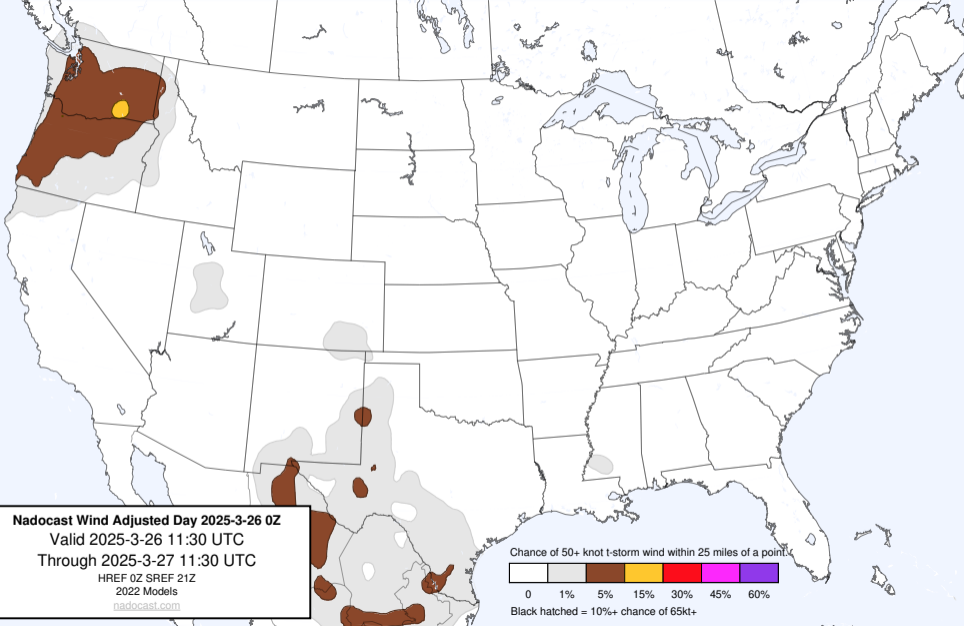 Nadocast Wind Adjusted Day 2025-3-26 0Z
Valid 2025-3-26 11:30 UTC
Through 2025-3-27 11:30 UTC
HREF 0Z SREF 21Z
2022 Models
nadocast.com
Chance of 50+ knot t-storm wind within 25 miles of a point.
0 1% 5% 15% 30% 45% 60%
Black hatched = 10%+ chance of 65kt+